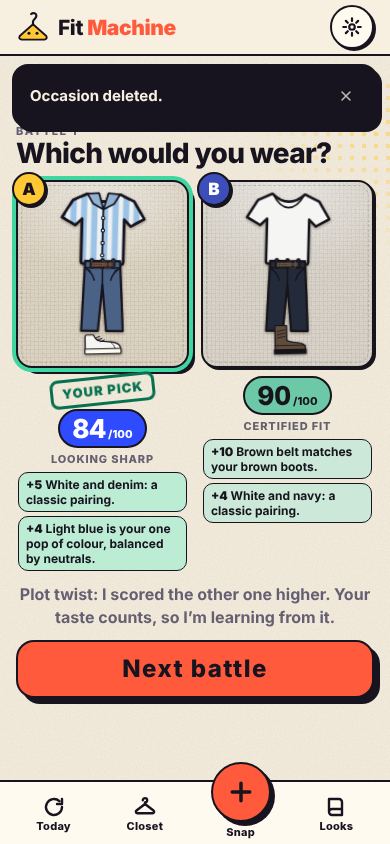 Fit Machine
Occasion deleted.
BATTLE 1
Which would you wear?
A
B
YOUR PICK
84/100
LOOKING SHARP
+5 White and denim: a
classic pairing.
+4 Light blue is your one
pop of colour, balanced
by neutrals.
90/100
CERTIFIED FIT
+10 Brown belt matches
your brown boots.
+4 White and navy: a
classic pairing.
Plot twist: I scored the other one higher. Your
taste counts, so I’m learning from it.
Next battle
Today
Closet
Snap
Looks